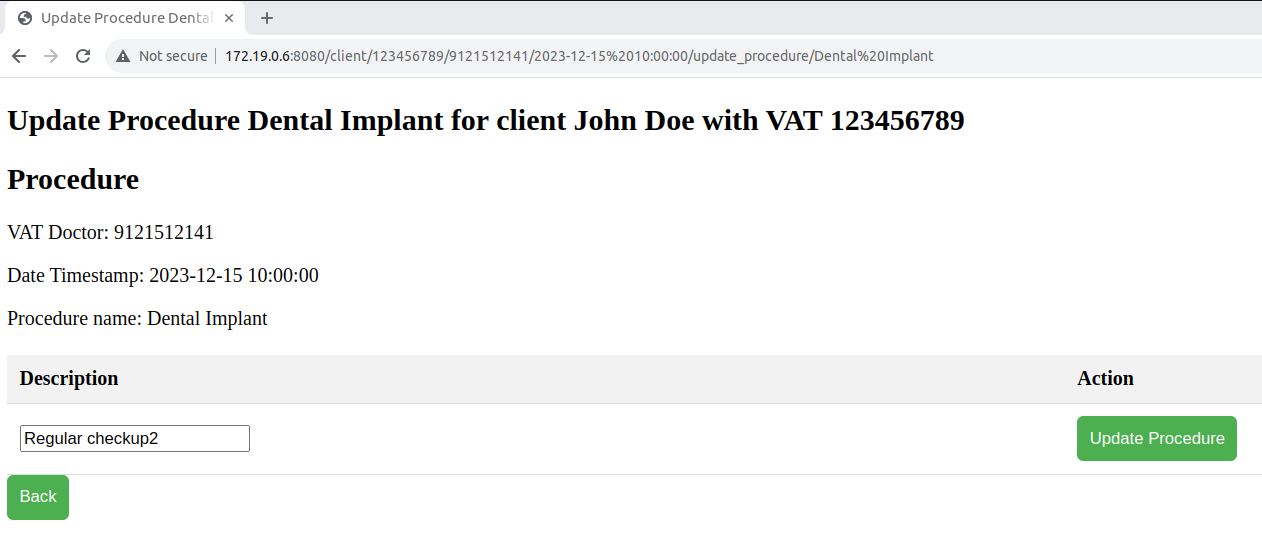 Update Procedure Dental
Not secure 172.19.0.6:8080/client/123456789/9121512141/2023-12-15%2010:00:00/update_procedure/Dental%20Implant
Update Procedure Dental Implant for client John Doe with VAT 123456789
Procedure
VAT Doctor: 9121512141
Date Timestamp: 2023-12-15 10:00:00
Procedure name: Dental Implant
Description Action
Regular checkup2 Update Procedure
Back